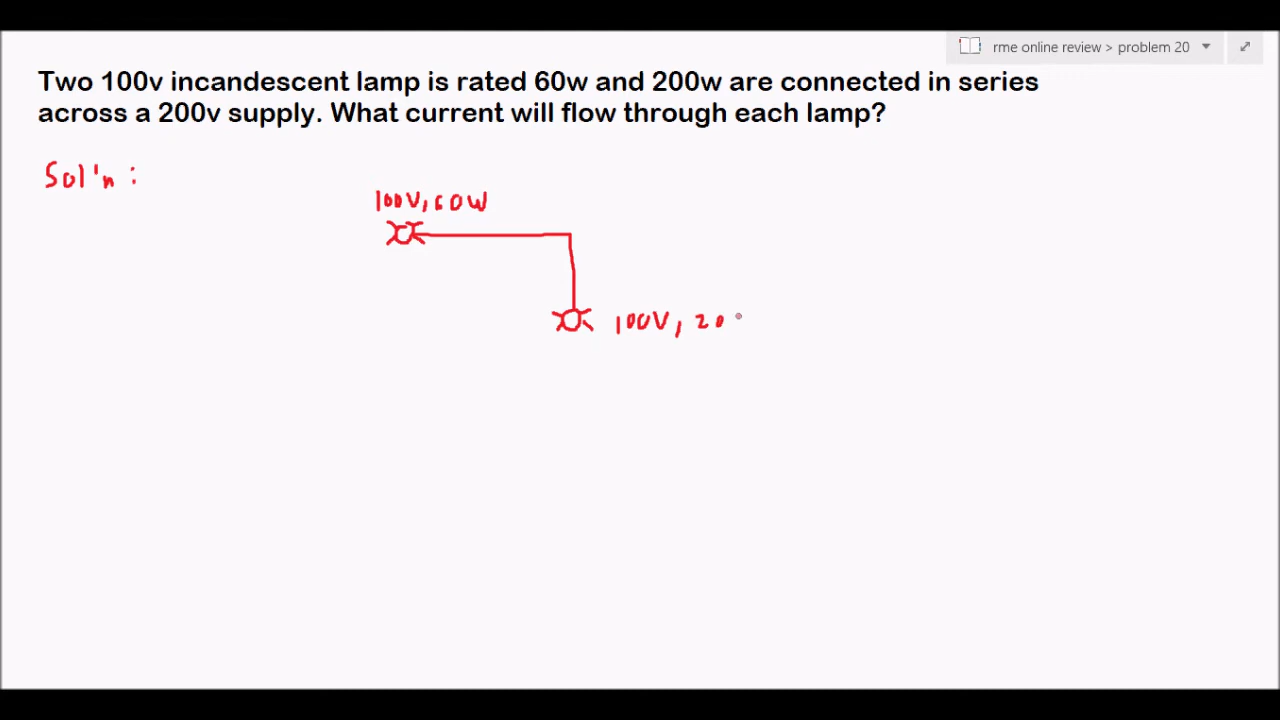 rme online review > problem 20
Two 100v incandescent lamp is rated 60w and 200w are connected in series
across a 200v supply. What current will flow through each lamp?
Sol'n :
100V, 60W
100V, 20